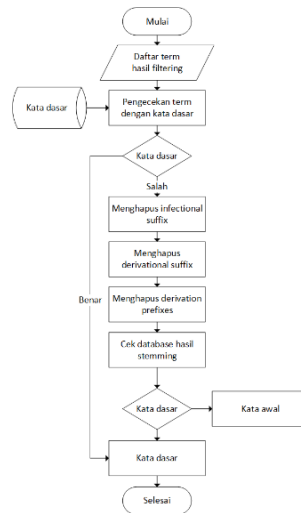 Mulai
Daftar term
hasil filtering
Kata dasar
Pengecekan term
dengan kata dasar
Kata dasar
Salah
Menghapus infectional
suffix
Menghapus
derivational suffix
Benar
Menghapus derivation
prefixes
Cek database hasil
stemming
Kata dasar
Kata awal
Kata dasar
Selesai